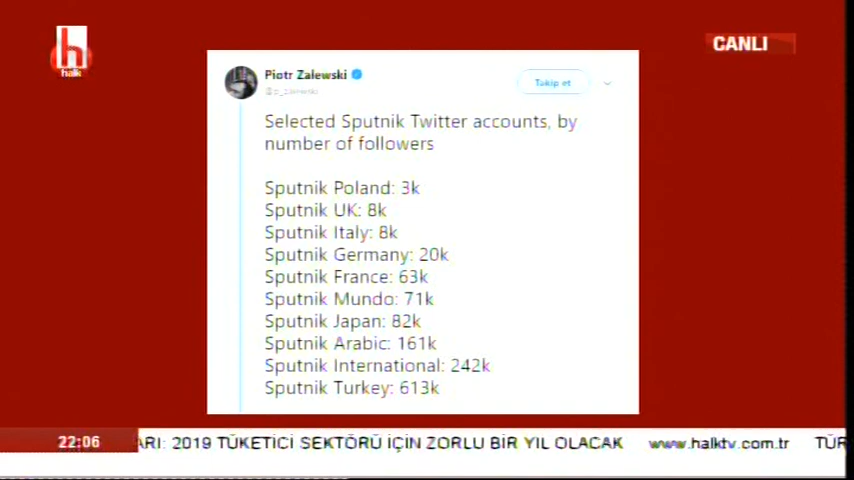 h
halk
CANLI
Piotr Zalewski
Takip et
Selected Sputnik Twitter accounts, by
number of followers
Sputnik Poland: 3k
Sputnik UK: 8k
Sputnik Italy: 8k
Sputnik Germany: 20k
Sputnik France: 63k
Sputnik Mundo: 71k
Sputnik Japan: 82k
Sputnik Arabic: 161k
Sputnik International: 242k
Sputnik Turkey: 613k
22:06 ARI: 2019 TÜKETİCİ SEKTÖRÜ İÇİN ZORLU BİR YIL OLACAK www.halktv.com.tr TÜR